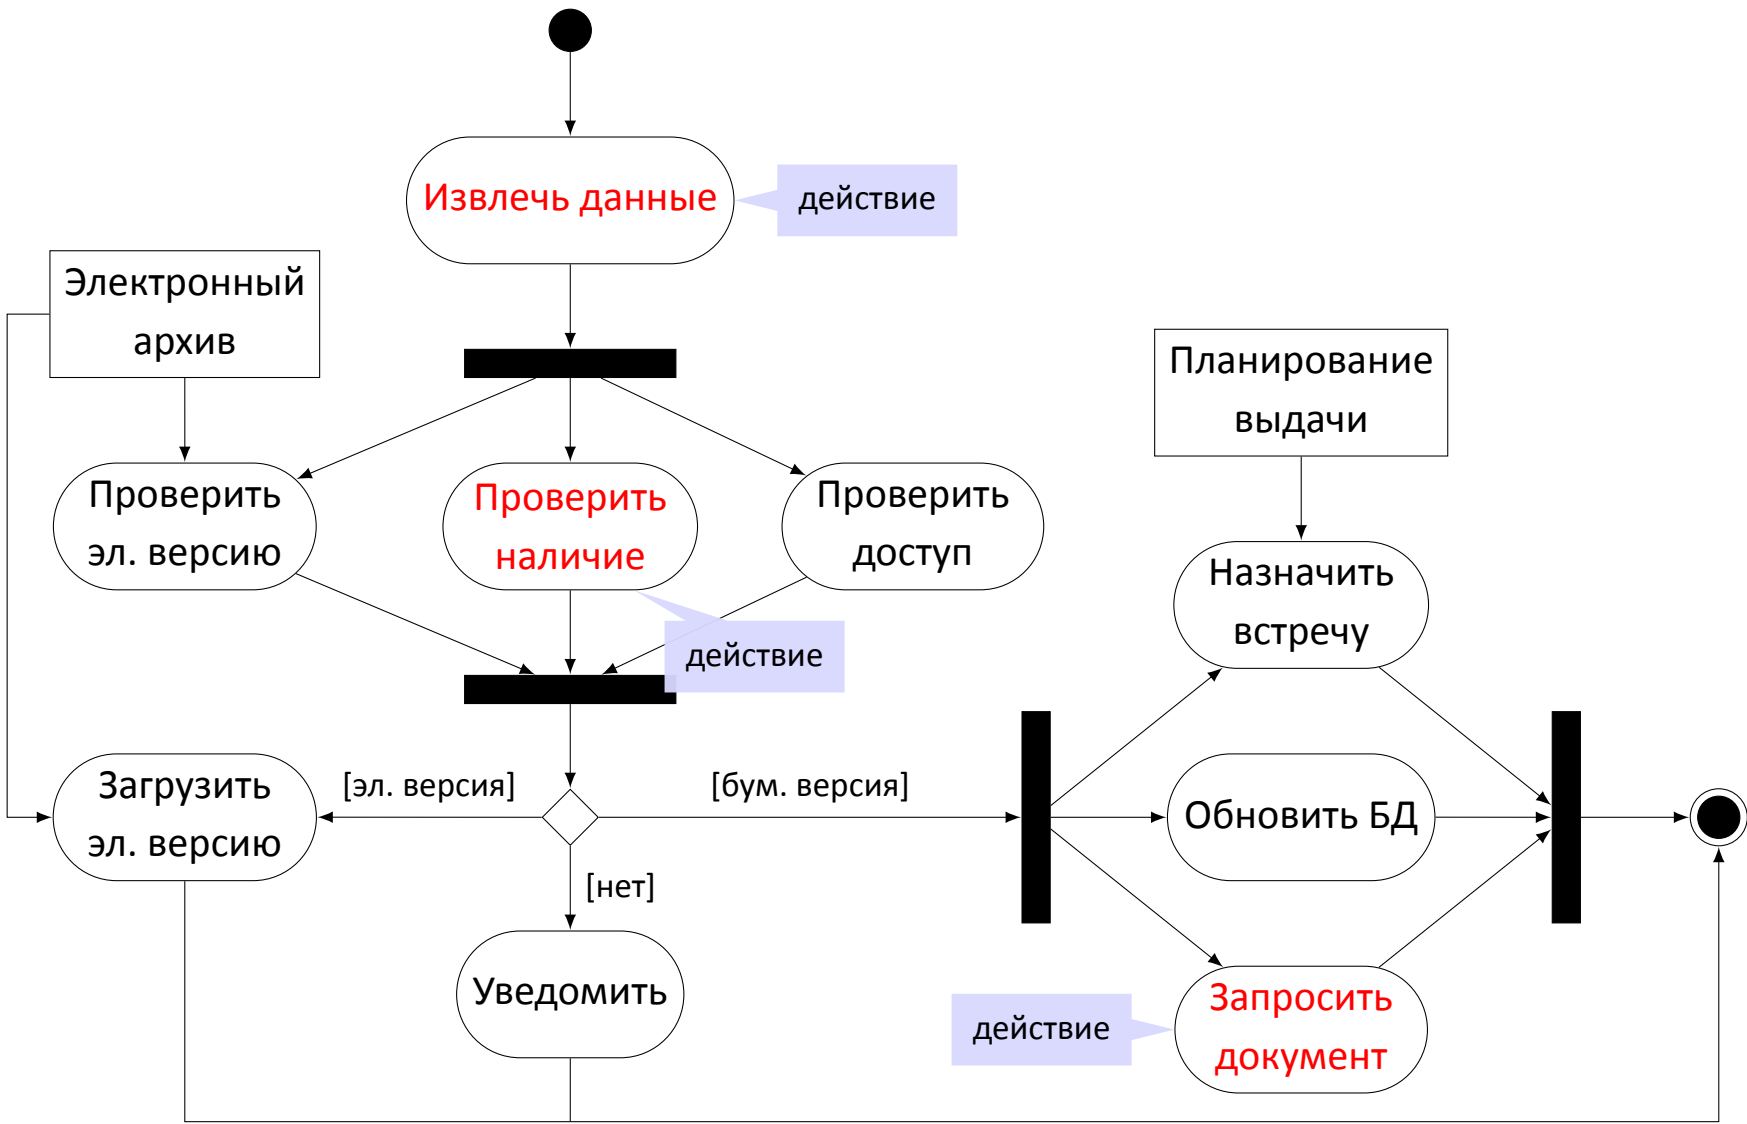 Извлечь данные
действие
Электронный
архив
Планирование
выдачи
Проверить
эл. версию
Проверить
наличие
Проверить
доступ
действие
Назначить
встречу
Загрузить
эл. версию
[эл. версия]
[бум. версия]
Обновить БД
[нет]
Уведомить
действие
Запросить
документ